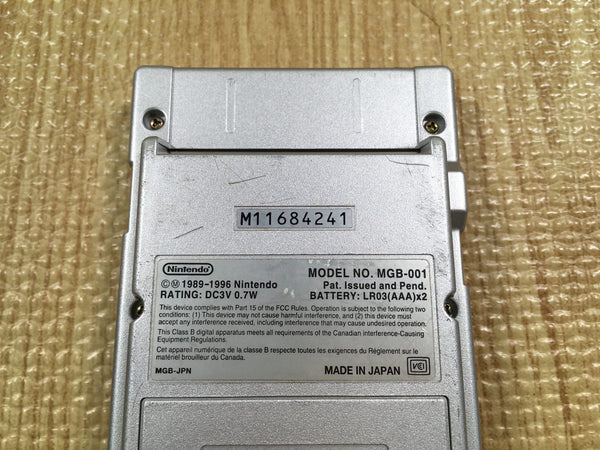 M11684241
Nintendo
©Ⓜ 1989-1996 Nintendo
RATING: DC3V 0.7W
MODEL NO. MGB-001
Pat. Issued and Pend.
BATTERY: LR03(AAA)x2
This device complies with Part 15 of the FCC Rules. Operation is subject to the following two
conditions: (1) This device may not cause harmful interference, and (2) this device must
accept any interference received, including interference that may cause undesired operation.
This Class B digital apparatus meets all requirements of the Canadian Interference-Causing
Equipment Regulations.
Cet appareil numérique de la classe B respecte toutes les exigences du Règlement sur le
matériel brouilleur du Canada.
MGB-JPN
MADE IN JAPAN
VCI